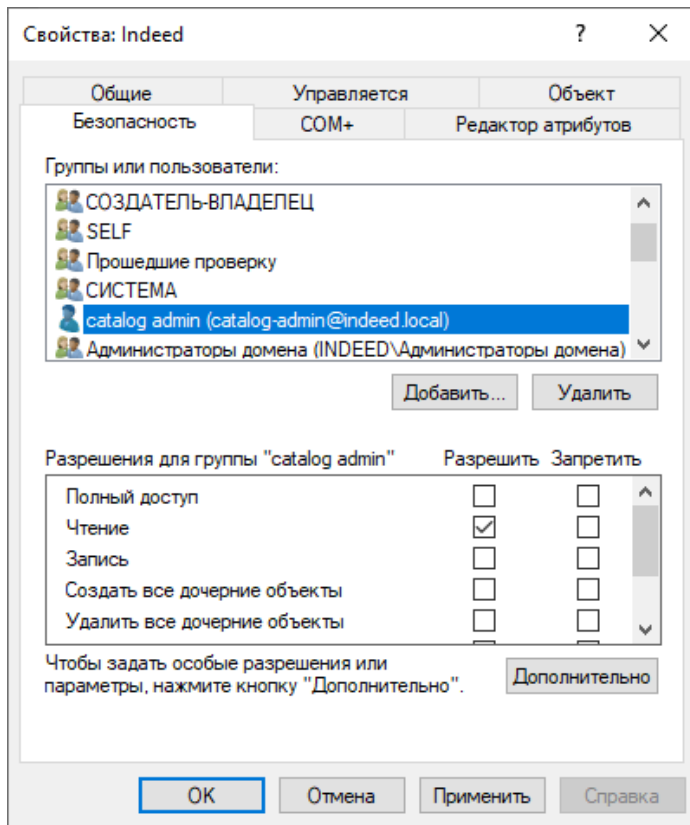 Свойства: Indeed
?
Общие Управляется Объект
Безопасность COM+ Редактор атрибутов
Группы или пользователи:
СОЗДАТЕЛЬ-ВЛАДЕЛЕЦ
SELF
Прошедшие проверку
СИСТЕМА
catalog admin (catalog-admin@indeed.local)
Администраторы домена (INDEED\Администраторы домена)
Добавить... Удалить
Разрешения для группы "catalog admin" Разрешить Запретить
Полный доступ
Чтение
Запись
Создать все дочерние объекты
Удалить все дочерние объекты
Чтобы задать особые разрешения или
параметры, нажмите кнопку "Дополнительно".
Дополнительно
OK Отмена Применить Справка